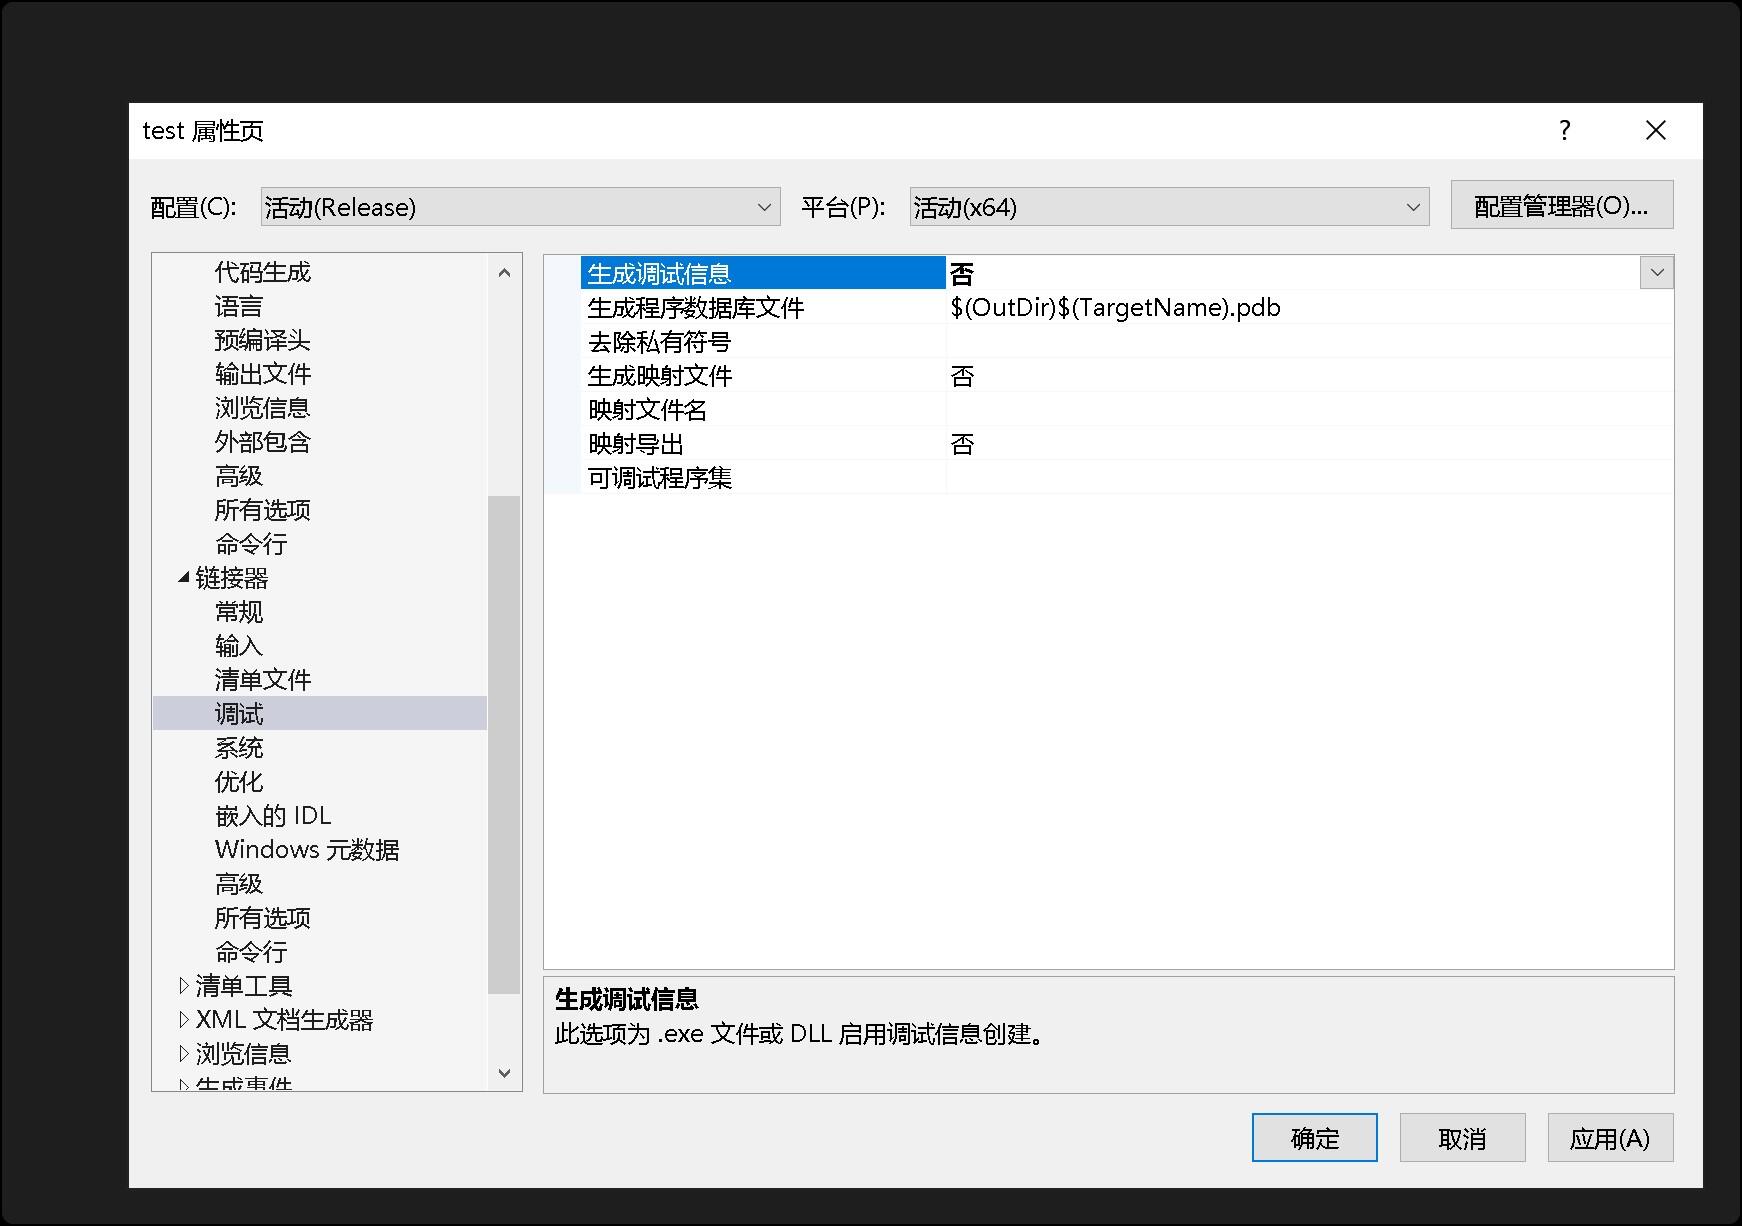 test 属性页
?
配置(C): 活动(Release) 平台(P): 活动(x64) 配置管理器(O)...
代码生成
语言
预编译头
输出文件
浏览信息
外部包含
高级
所有选项
命令行
链接器
常规
输入
清单文件
调试
系统
优化
嵌入的 IDL
Windows 元数据
高级
所有选项
命令行
清单工具
XML 文档生成器
浏览信息
生成事件
生成调试信息 否
生成程序数据库文件 $(OutDir)$(TargetName).pdb
去除私有符号
生成映射文件 否
映射文件名
映射导出 否
可调试程序集
生成调试信息
此选项为 .exe 文件或 DLL 启用调试信息创建。
确定 取消 应用(A)